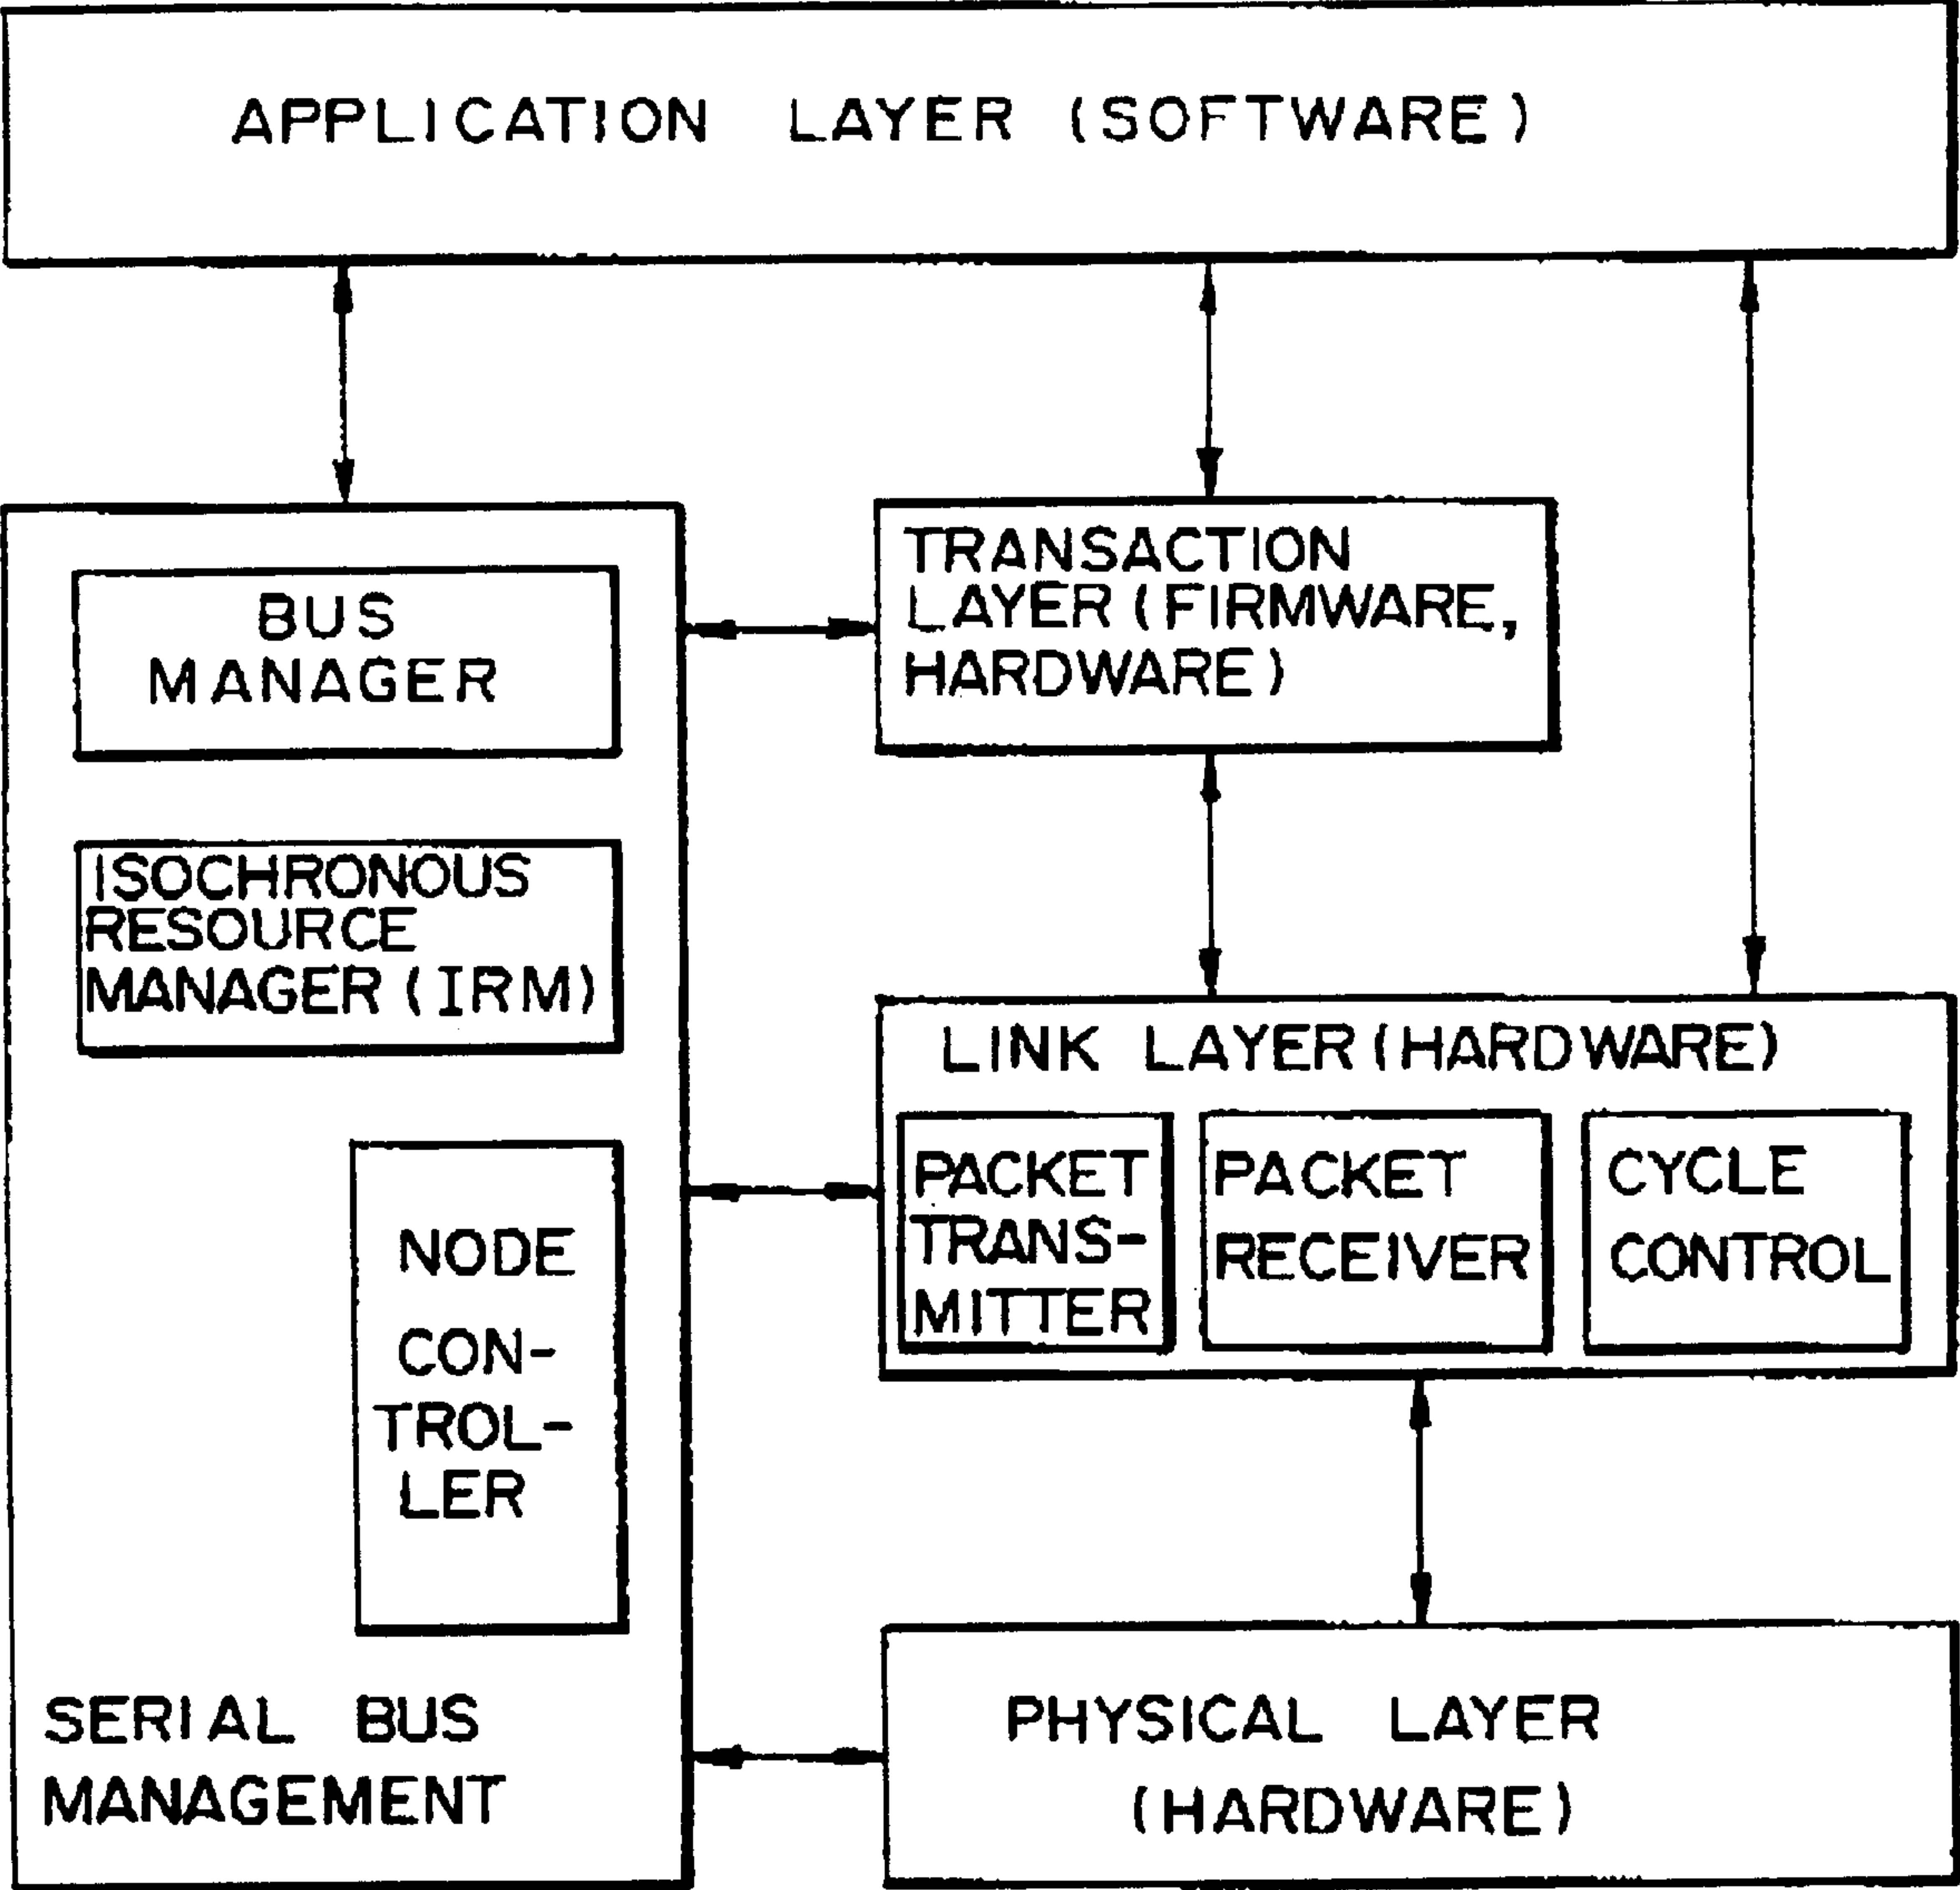 APPLICATION LAYER (SOFTWARE)
BUS
MANAGER
ISOCHRONOUS
RESOURCE
MANAGER (IRM)
NODE
CON-
TROL-
LER
SERIAL BUS
MANAGEMENT
TRANSACTION
LAYER (FIRMWARE,
HARDWARE)
LINK LAYER (HARDWARE)
PACKET
TRANS-
MITTER
PACKET
RECEIVER
CYCLE
CONTROL
PHYSICAL LAYER
(HARDWARE)